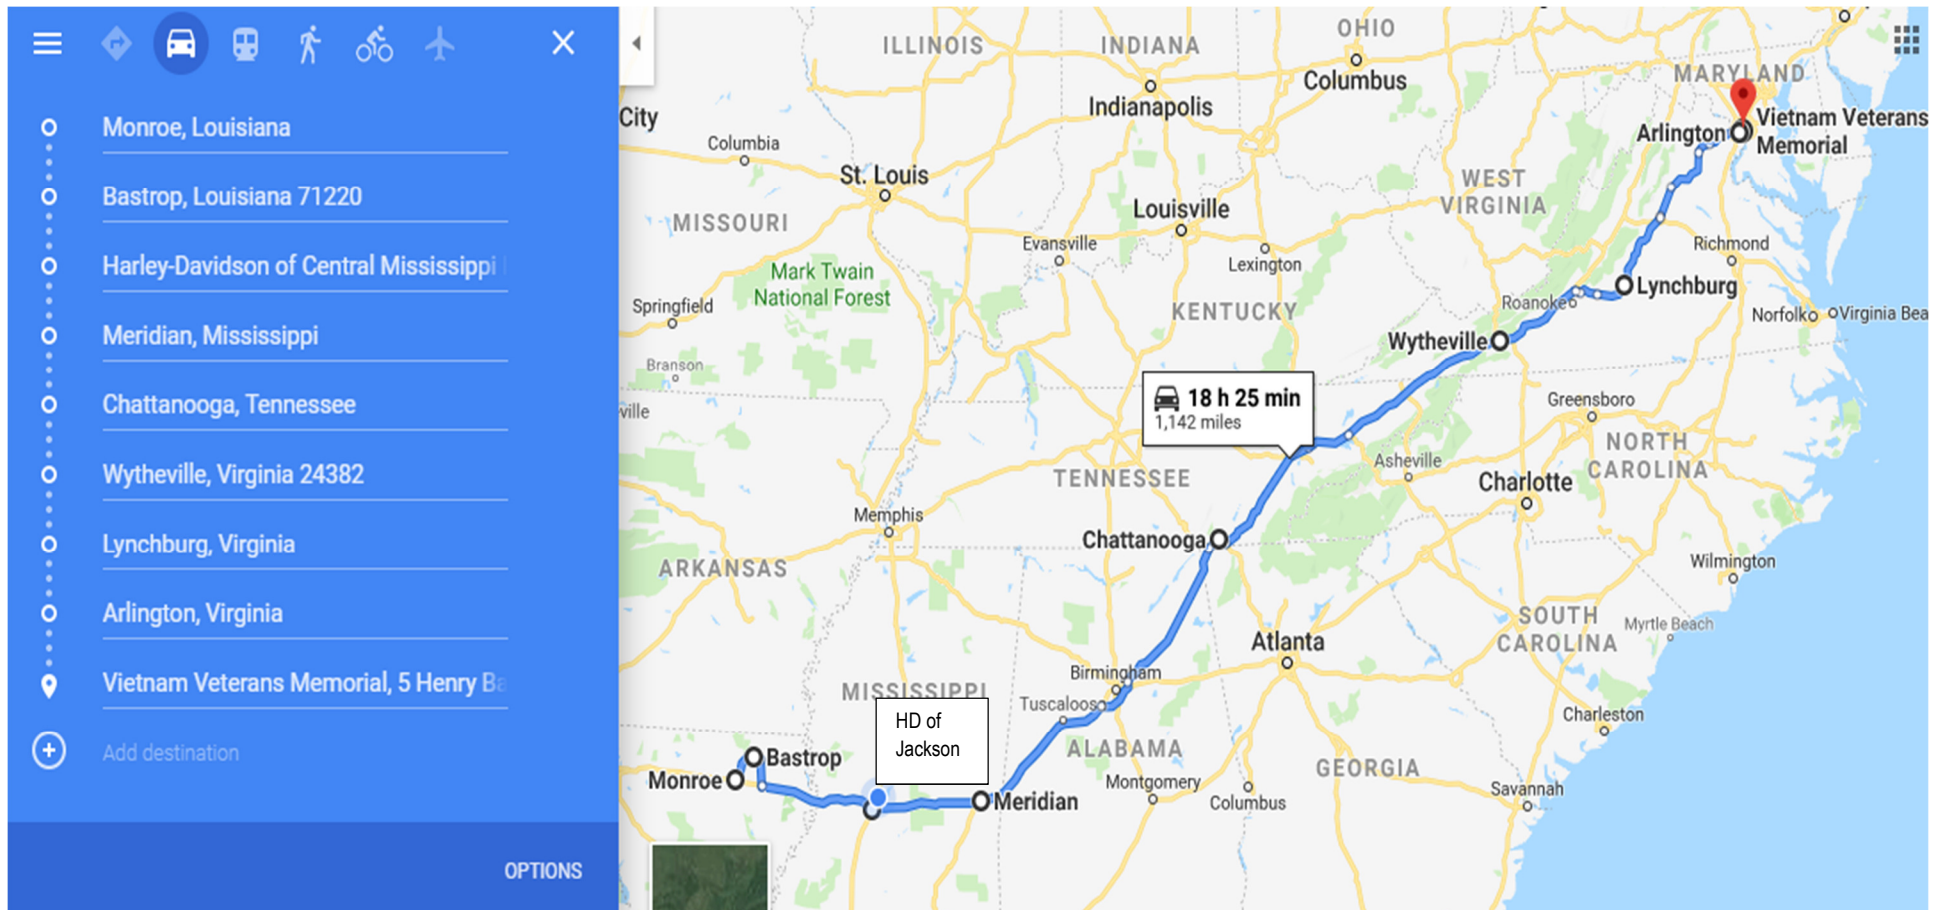 Monroe, Louisiana
Bastrop, Louisiana 71220
Harley-Davidson of Central Mississippi
Meridian, Mississippi
Chattanooga, Tennessee
Wytheville, Virginia 24382
Lynchburg, Virginia
Arlington, Virginia
Vietnam Veterans Memorial, 5 Henry Ba
Add destination
OPTIONS
ILLINOIS
INDIANA
OHIO
Columbus
MARYLAND
Indianapolis
City
Vietnam Veterans
Memorial
Arlington
Columbia
St. Louis
WEST
VIRGINIA
Louisville
MISSOURI
Evansville
Richmond
Lexington
Mark Twain
National Forest
Lynchburg
Springfield
KENTUCKY
Roanoke
Norfolk
Virginia Bea
Wytheville
Branson
18 h 25 min
1,142 miles
ville
Greensboro
NORTH
CAROLINA
Asheville
TENNESSEE
Charlotte
Memphis
Chattanooga
Wilmington
ARKANSAS
SOUTH
CAROLINA
Myrtle Beach
Atlanta
Birmingham
MISSISSIPPI
Tuscaloos
HD of
Jackson
Charleston
ALABAMA
Bastrop
GEORGIA
Monroe
Montgomery
Columbus
Savannah
Meridian